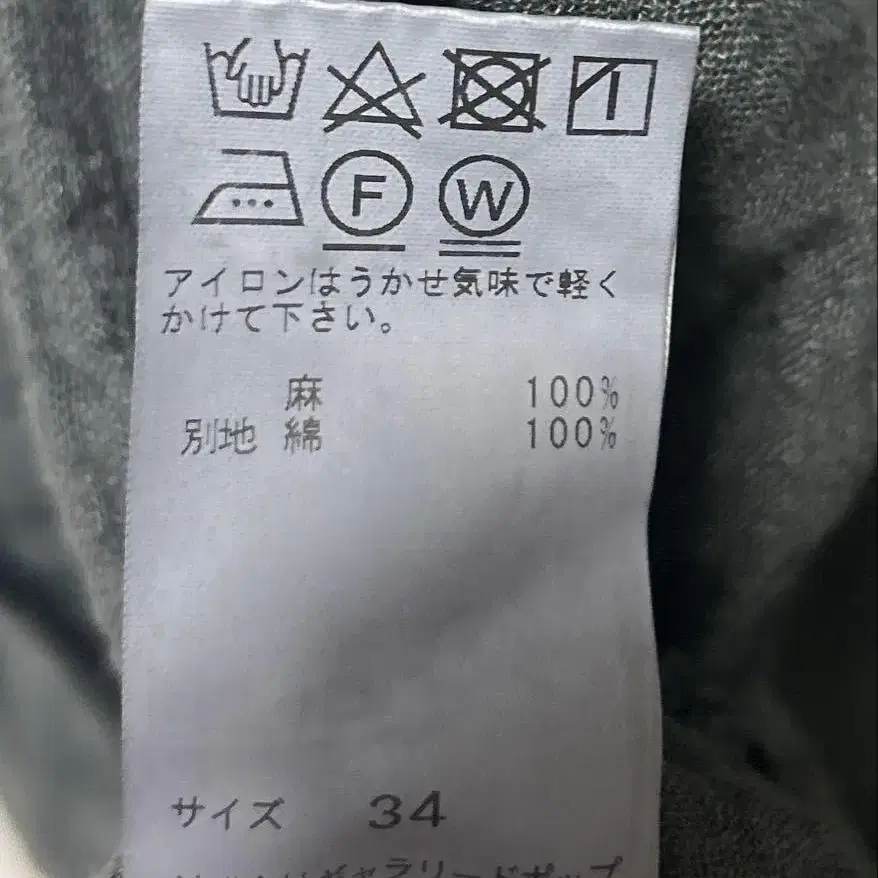 F W
アイロンはうかせ気味で軽く
かけて下さい。
麻 100%
別地 綿 100%
サイズ 34